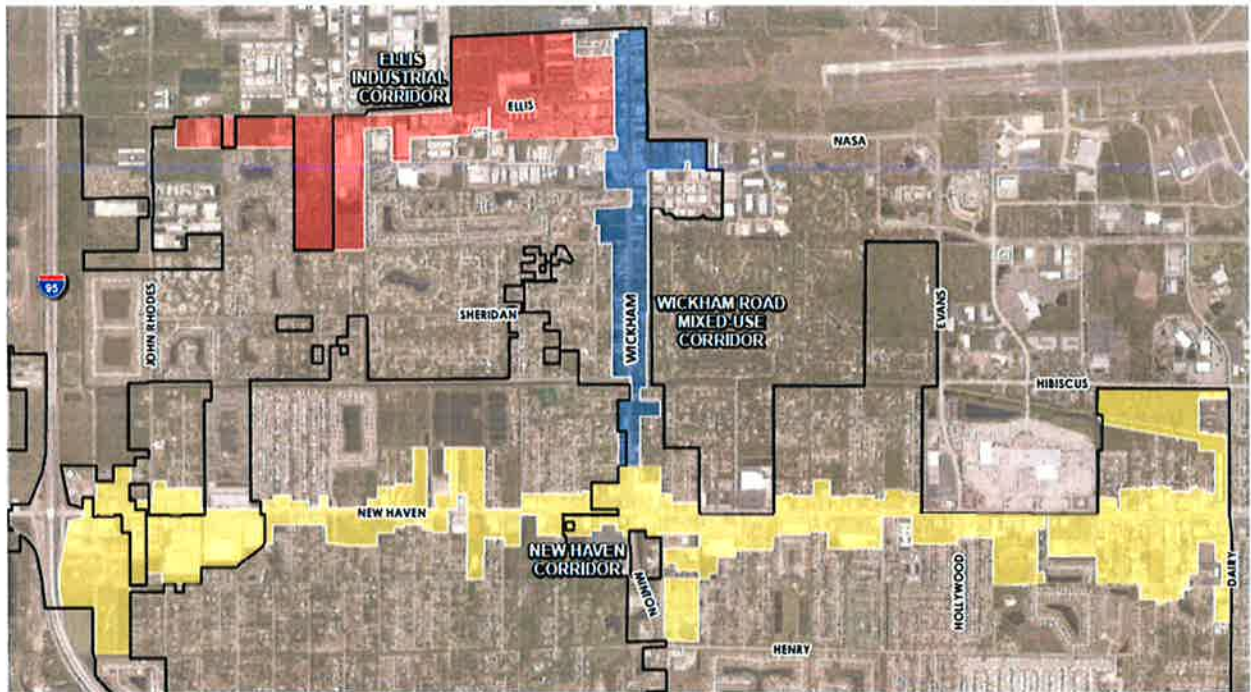 ELLIS
INDUSTRIAL
CORRIDOR
ELLIS
NASA
95
JOHN RHODES
SHERIDAN
WICKHAM
WICKHAM ROAD
MIXED-USE
CORRIDOR
EVANS
HIBISCUS
NEW HAVEN
NEW HAVEN
CORRIDOR
MINTON
HOLLYWOOD
DAIRY
HENRY